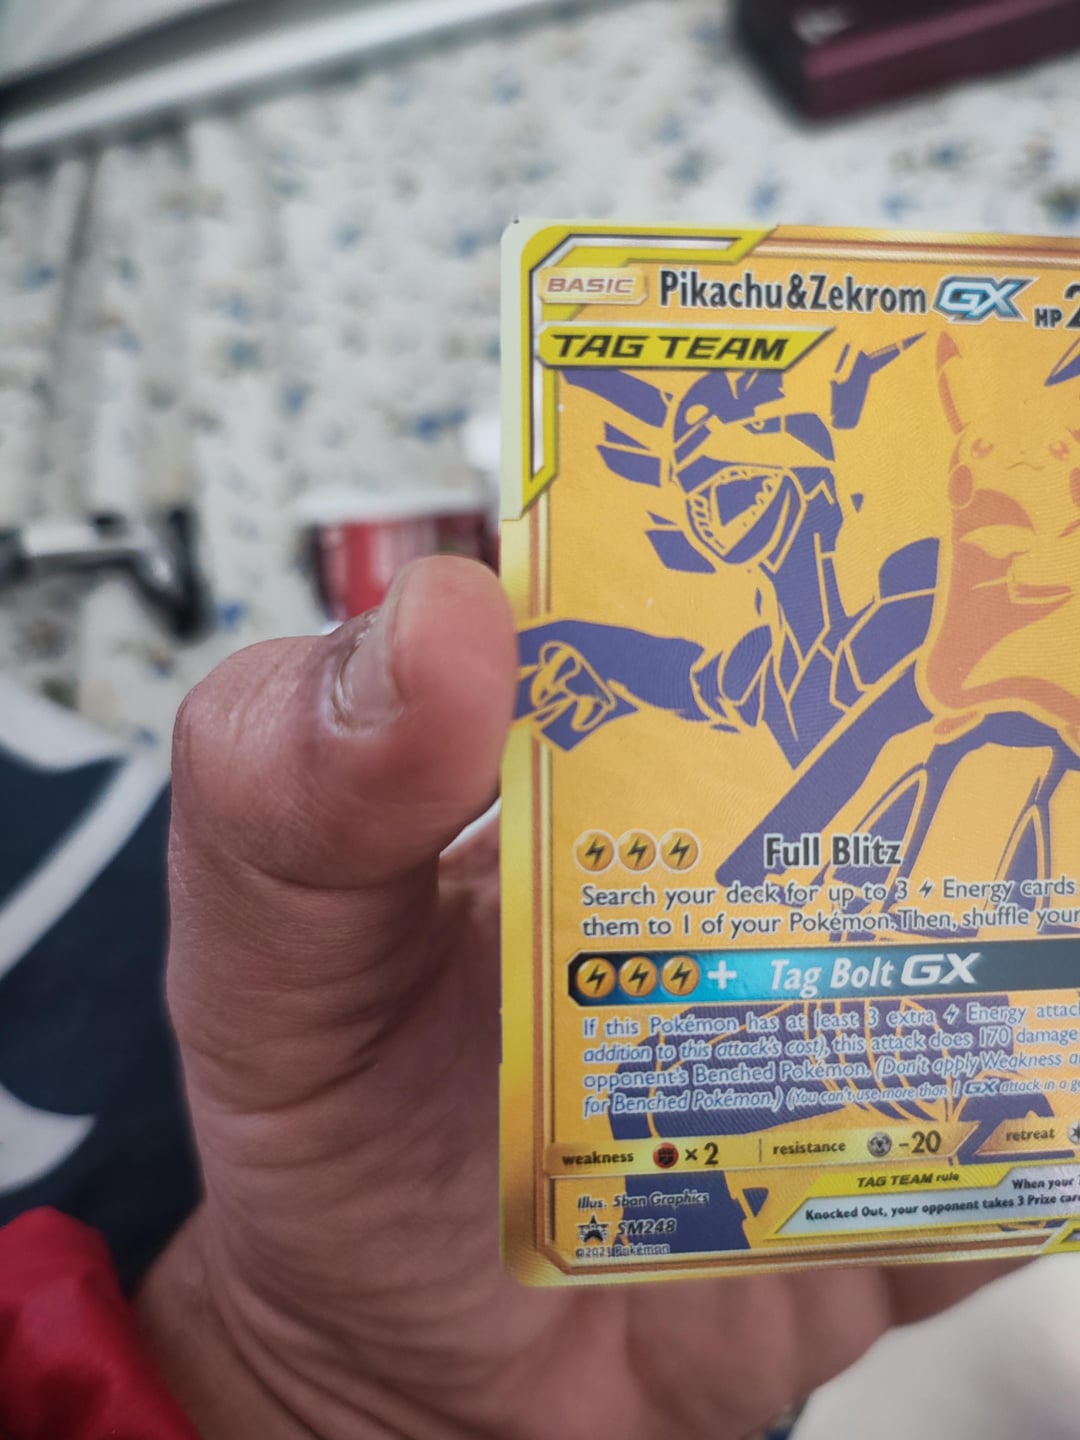 BASIC Pikachu&Zekrom GX HP 2
TAG TEAM
Full Blitz
Search your deck for up to 3 Energy cards
them to 1 of your Pokémon. Then, shuffle your
+ Tag Bolt GX
If this Pokémon has at least 3 extra Energy attac
addition to this attack's cost), this attack does 170 damage
opponent's Benched Pokémon. (Don't apply Weakness a
for Benched Pokémon.) (You can't use more than 1 GX attack in a g
weakness ×2 resistance -20 retreat
TAG TEAM rule When your
Knocked Out, your opponent takes 3 Prize car
Illus. 5ban Graphics
SM248
Pokémon